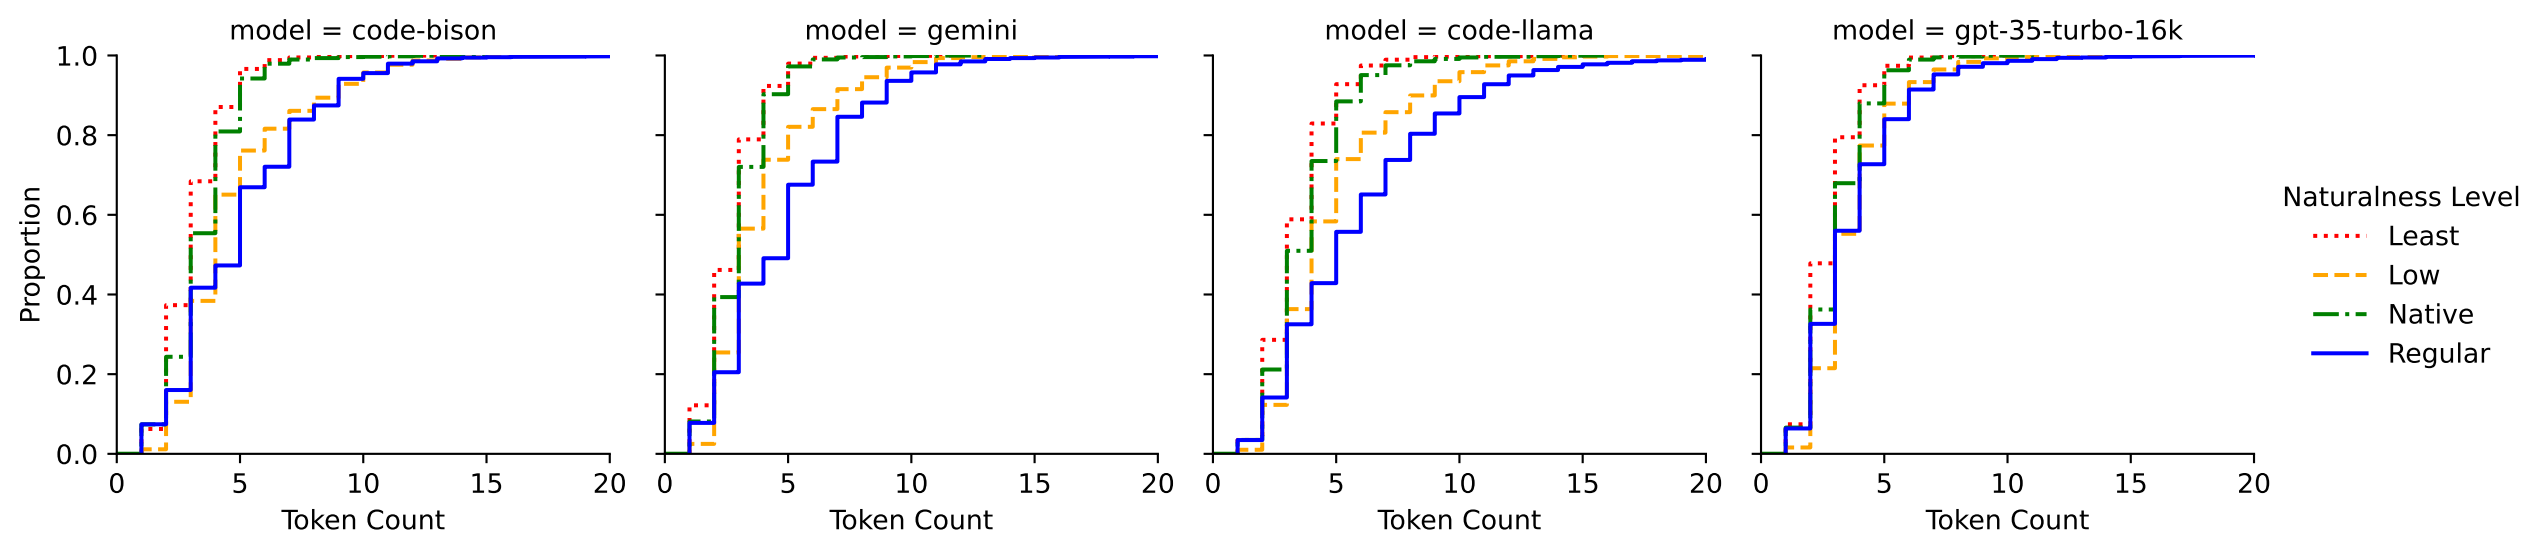 model = code-bison
model = gemini
model = code-llama
model = gpt-35-turbo-16k
Proportion
1.0
0.8
0.6
0.4
0.2
0.0
0 5 10 15 20
0 5 10 15 20
0 5 10 15 20
0 5 10 15 20
Token Count
Token Count
Token Count
Token Count
Naturalness Level
Least
Low
Native
Regular